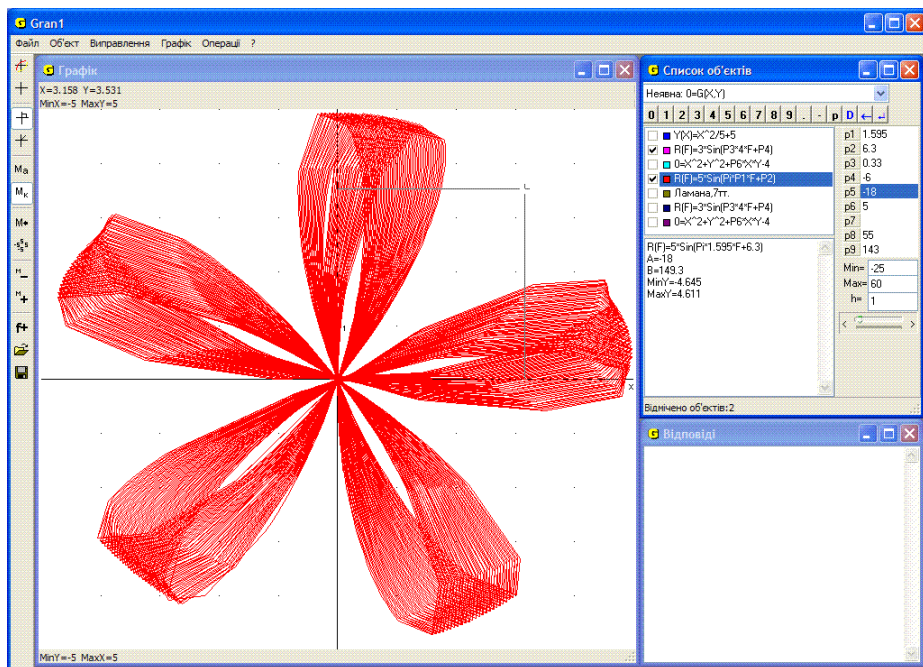 Gran1
Файл Об'єкт Виправлення Графік Операції ?
Графік
X=3.158 Y=3.531
MinX=-5 MaxY=5
1
x
MinY=-5 MaxX=5
Ma
Mк
M+
f+
Список об'єктів
Неявна: 0=G(X,Y)
0 1 2 3 4 5 6 7 8 9 . - p D ←
Y(X)=X^2/5+5
R(F)=3*Sin(P3*4*F+P4)
0=X^2+Y^2+P6*X*Y-4
R(F)=5*Sin(Pi*P1*F+P2)
Ламана,7тт.
R(F)=3*Sin(P3*4*F+P4)
0=X^2+Y^2+P6*X*Y-4
p1 1.595
p2 6.3
p3 0.33
p4 -6
p5 -18
p6 5
p7
p8 55
p9 143
R(F)=5*Sin(Pi*1.595*F+6.3)
A=-18
B=149.3
MinY=-4.645
MaxY=4.611
Min= -25
Max= 60
h= 1
Відмічено об'єктів:2
Відповіді